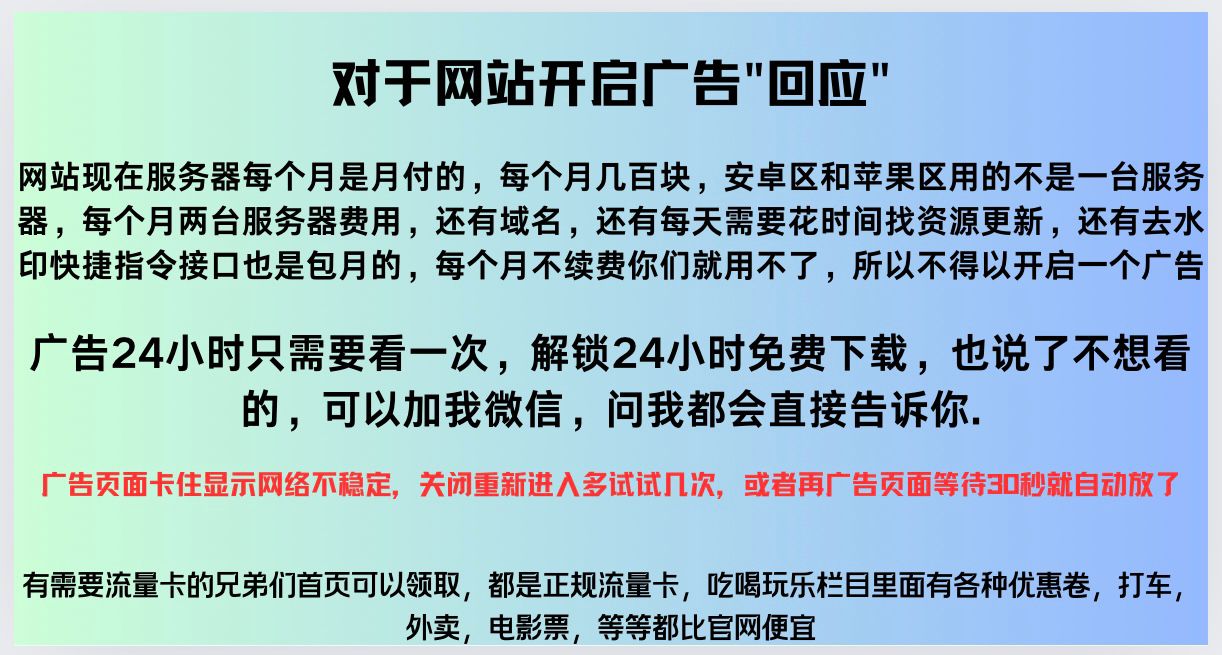 对于网站开启广告"回应"
网站现在服务器每个月是月付的，每个月几百块，安卓区和苹果区用的不是一台服务
器，每个月两台服务器费用，还有域名，还有每天需要花时间找资源更新，还有去水
印快捷指令接口也是包月的，每个月不续费你们就用不了，所以不得以开启一个广告
广告24小时只需要看一次，解锁24小时免费下载，也说了不想看
的，可以加我微信，问我都会直接告诉你.
广告页面卡住显示网络不稳定，关闭重新进入多试试几次，或者再广告页面等待30秒就自动放了
有需要流量卡的兄弟们首页可以领取，都是正规流量卡，吃喝玩乐栏目里面有各种优惠卷，打车，
外卖，电影票，等等都比官网便宜